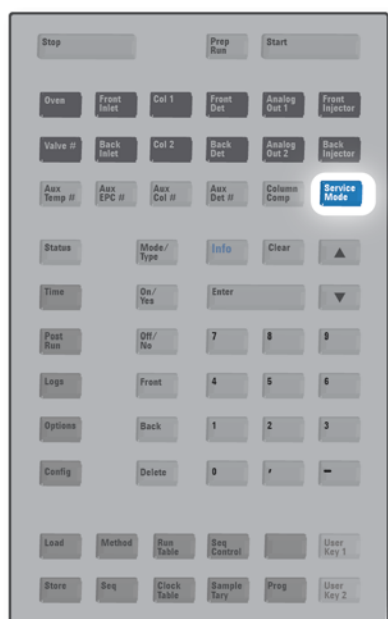 Stop Prep Run Start
Oven Front Inlet Col 1 Front Det Analog Out 1 Front Injector
Valve # Back Inlet Col 2 Back Det Analog Out 2 Back Injector
Aux Temp # Aux EPC # Aux Col # Aux Det # Column Comp Service Mode
Status Mode/ Type Info Clear ▲
Time On/ Yes Enter ▼
Post Run Off/ No 7 8 9
Logs Front 4 5 6
Options Back 1 2 3
Config Delete 0 , –
Load Method Run Table Seq Control User Key 1
Store Seq Clock Table Sample Tary Prog User Key 2